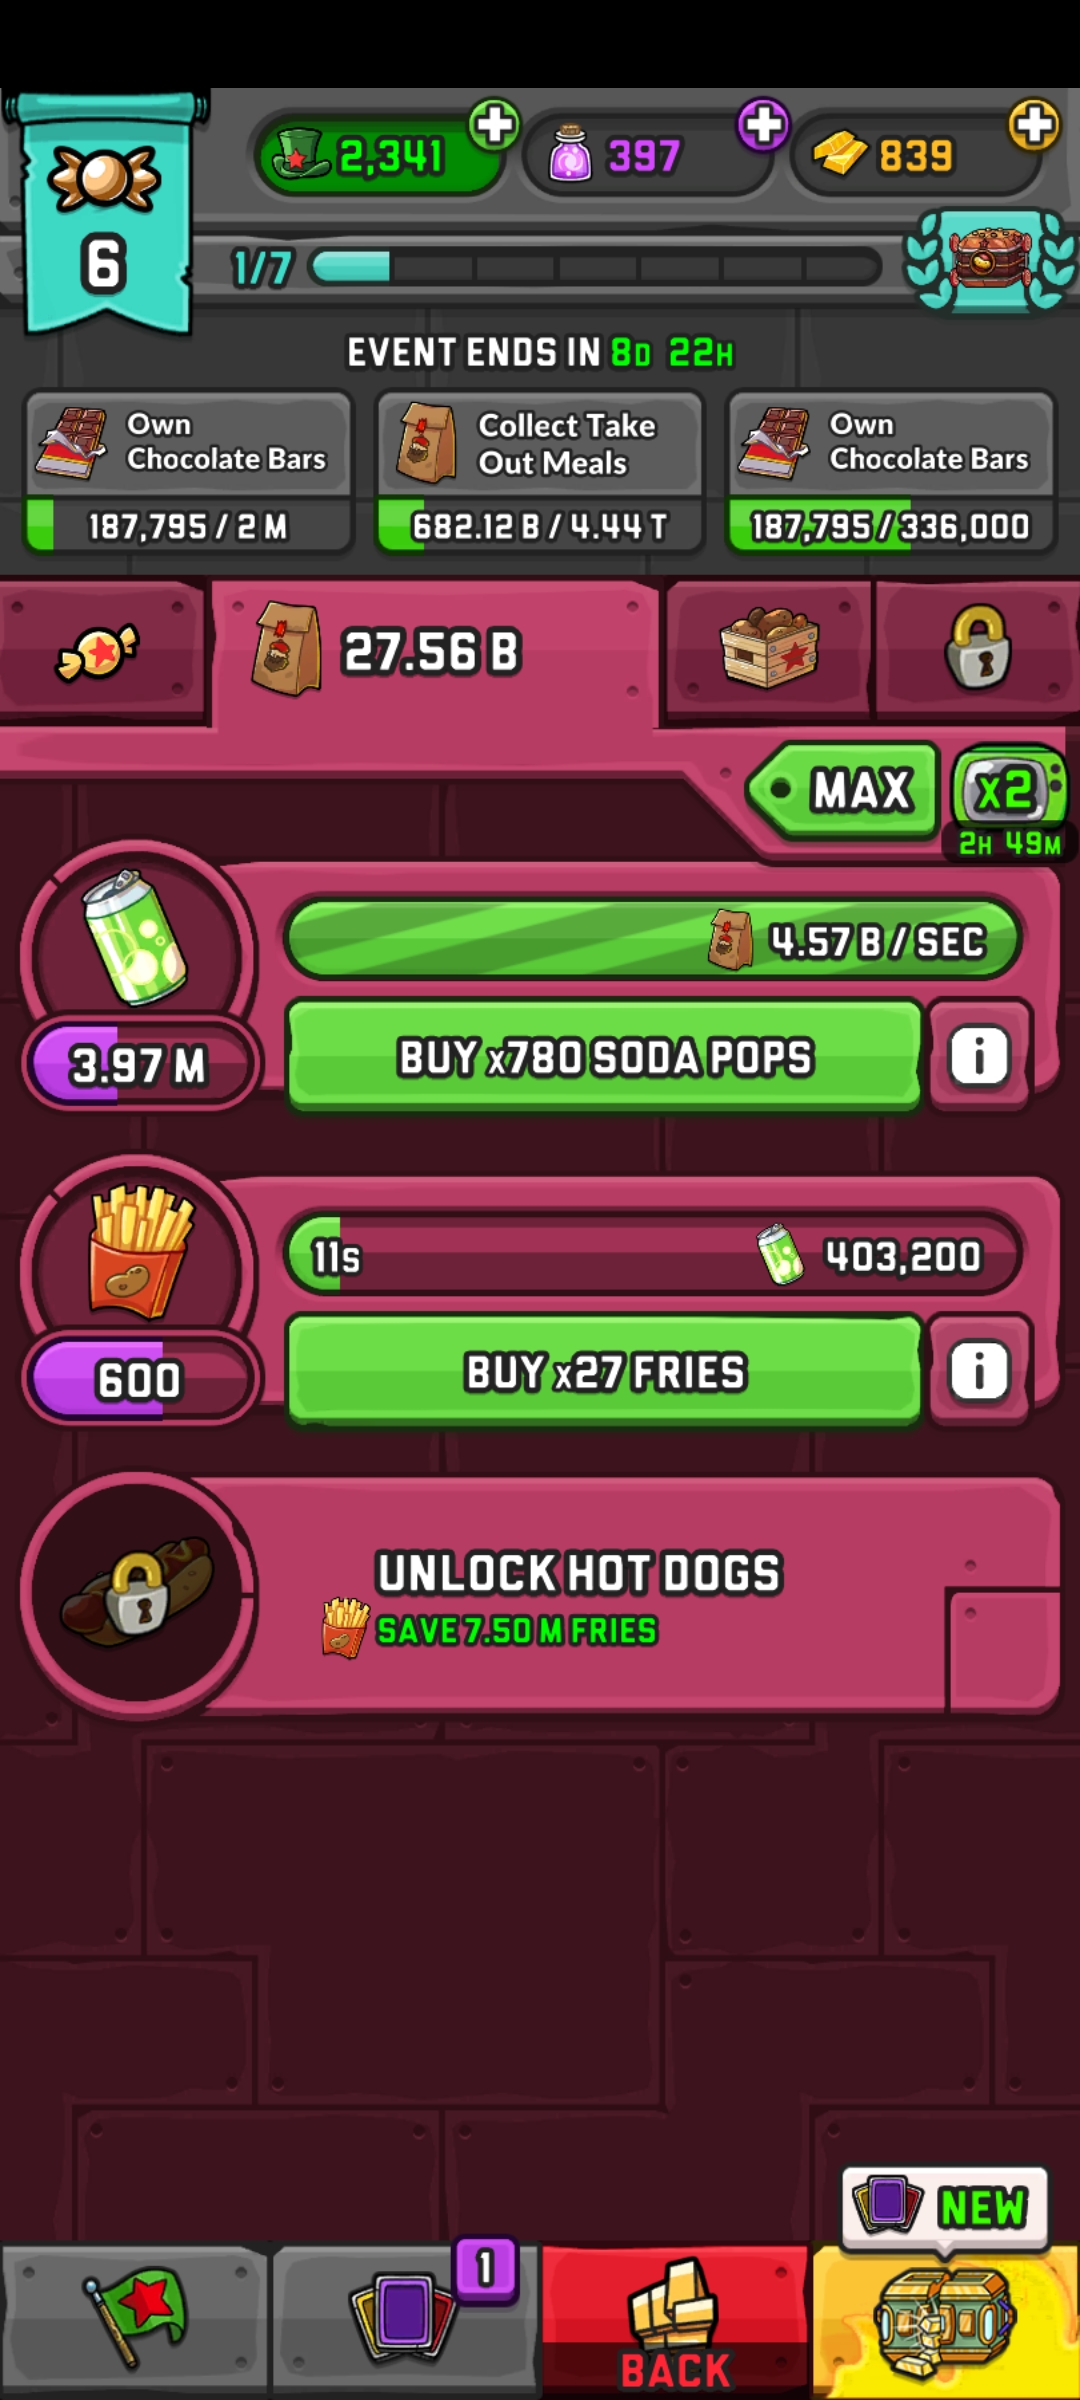 2,341
397
839
6
1/7
EVENT ENDS IN 8D 22H
Own
Chocolate Bars
187,795 / 2 M
Collect Take
Out Meals
682.12 B / 4.44 T
Own
Chocolate Bars
187,795 / 336,000
27.56 B
MAX
x2
2H 49M
4.57 B / SEC
3.97 M
BUY x780 SODA POPS
i
11s
403,200
600
BUY x27 FRIES
i
UNLOCK HOT DOGS
SAVE 7.50 M FRIES
NEW
1
BACK